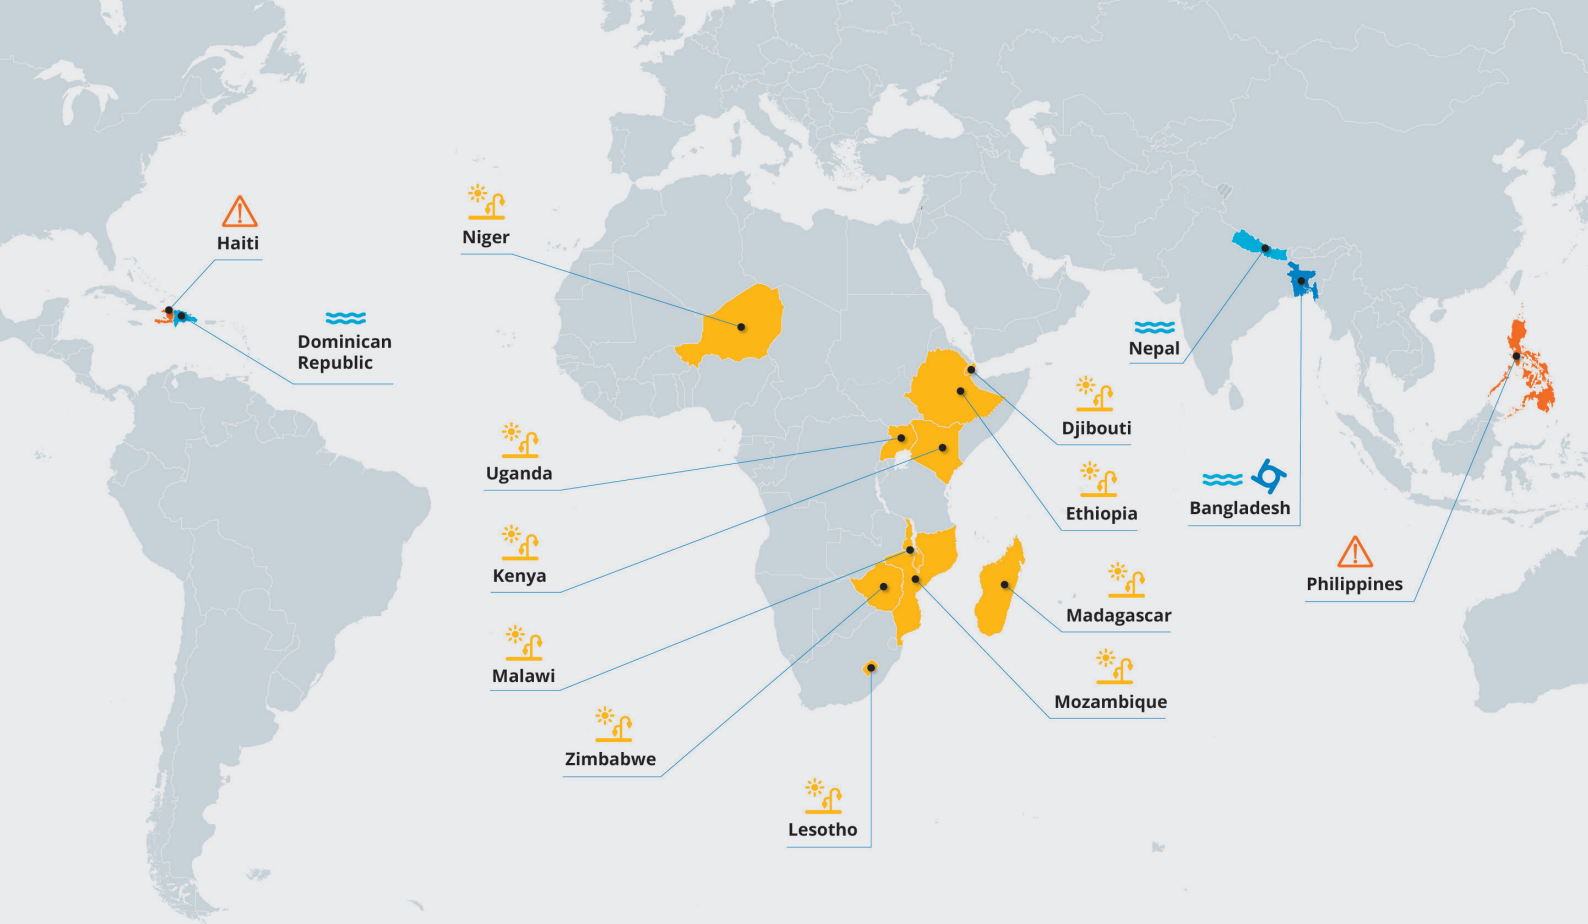 Haiti
Niger
Dominican
Republic
Nepal
Djibouti
Uganda
Ethiopia
Bangladesh
Kenya
Philippines
Madagascar
Malawi
Mozambique
Zimbabwe
Lesotho